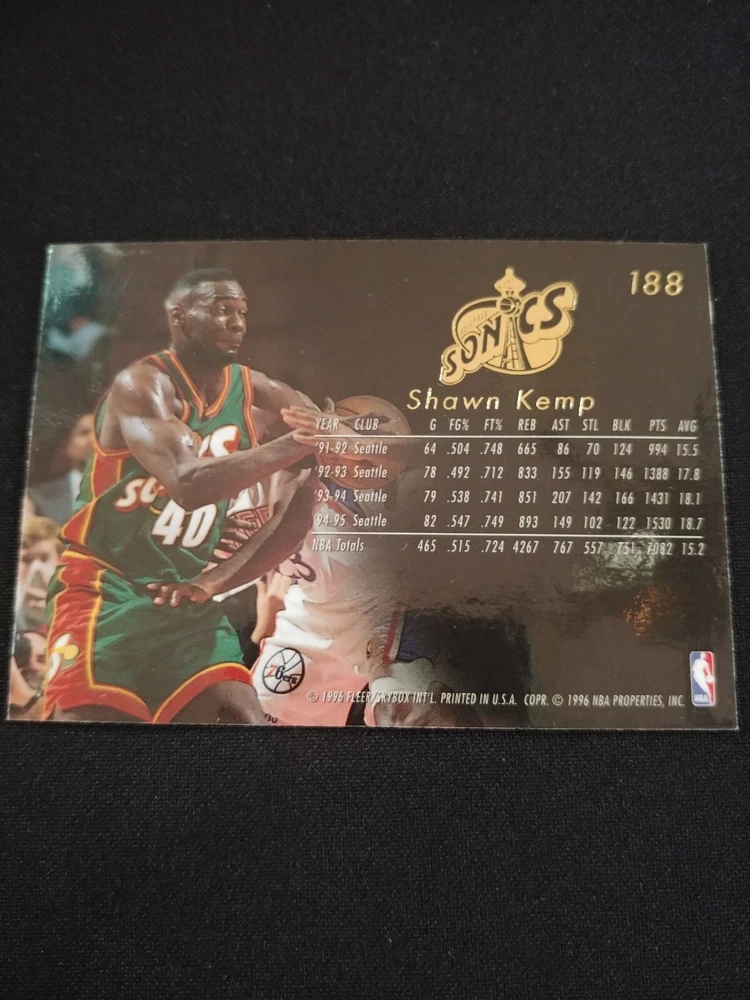 188
SONICS
Shawn Kemp
YEAR CLUB G FG% FT% REB AST STL BLK PTS AVG
'91-92 Seattle 64 .504 .748 665 86 70 124 994 15.5
'92-93 Seattle 78 .492 .712 833 155 119 146 1388 17.8
'93-94 Seattle 79 .538 .741 851 207 142 166 1431 18.1
'94-95 Seattle 82 .547 .749 893 149 102 122 1530 18.7
NBA Totals 465 .515 .724 4267 767 557 751 7082 15.2
40
76ers
© 1996 FLEER/SKYBOX INT'L. PRINTED IN U.S.A. COPR. © 1996 NBA PROPERTIES, INC.
NBA